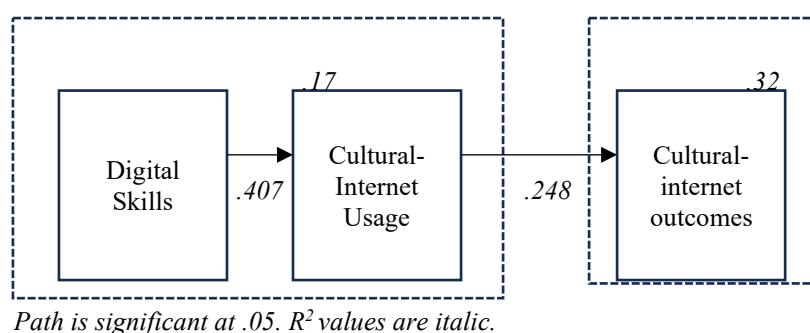 .17
.32
Digital
Skills
.407
Cultural-
Internet
Usage
.248
Cultural-
internet
outcomes
Path is significant at .05. R² values are italic.